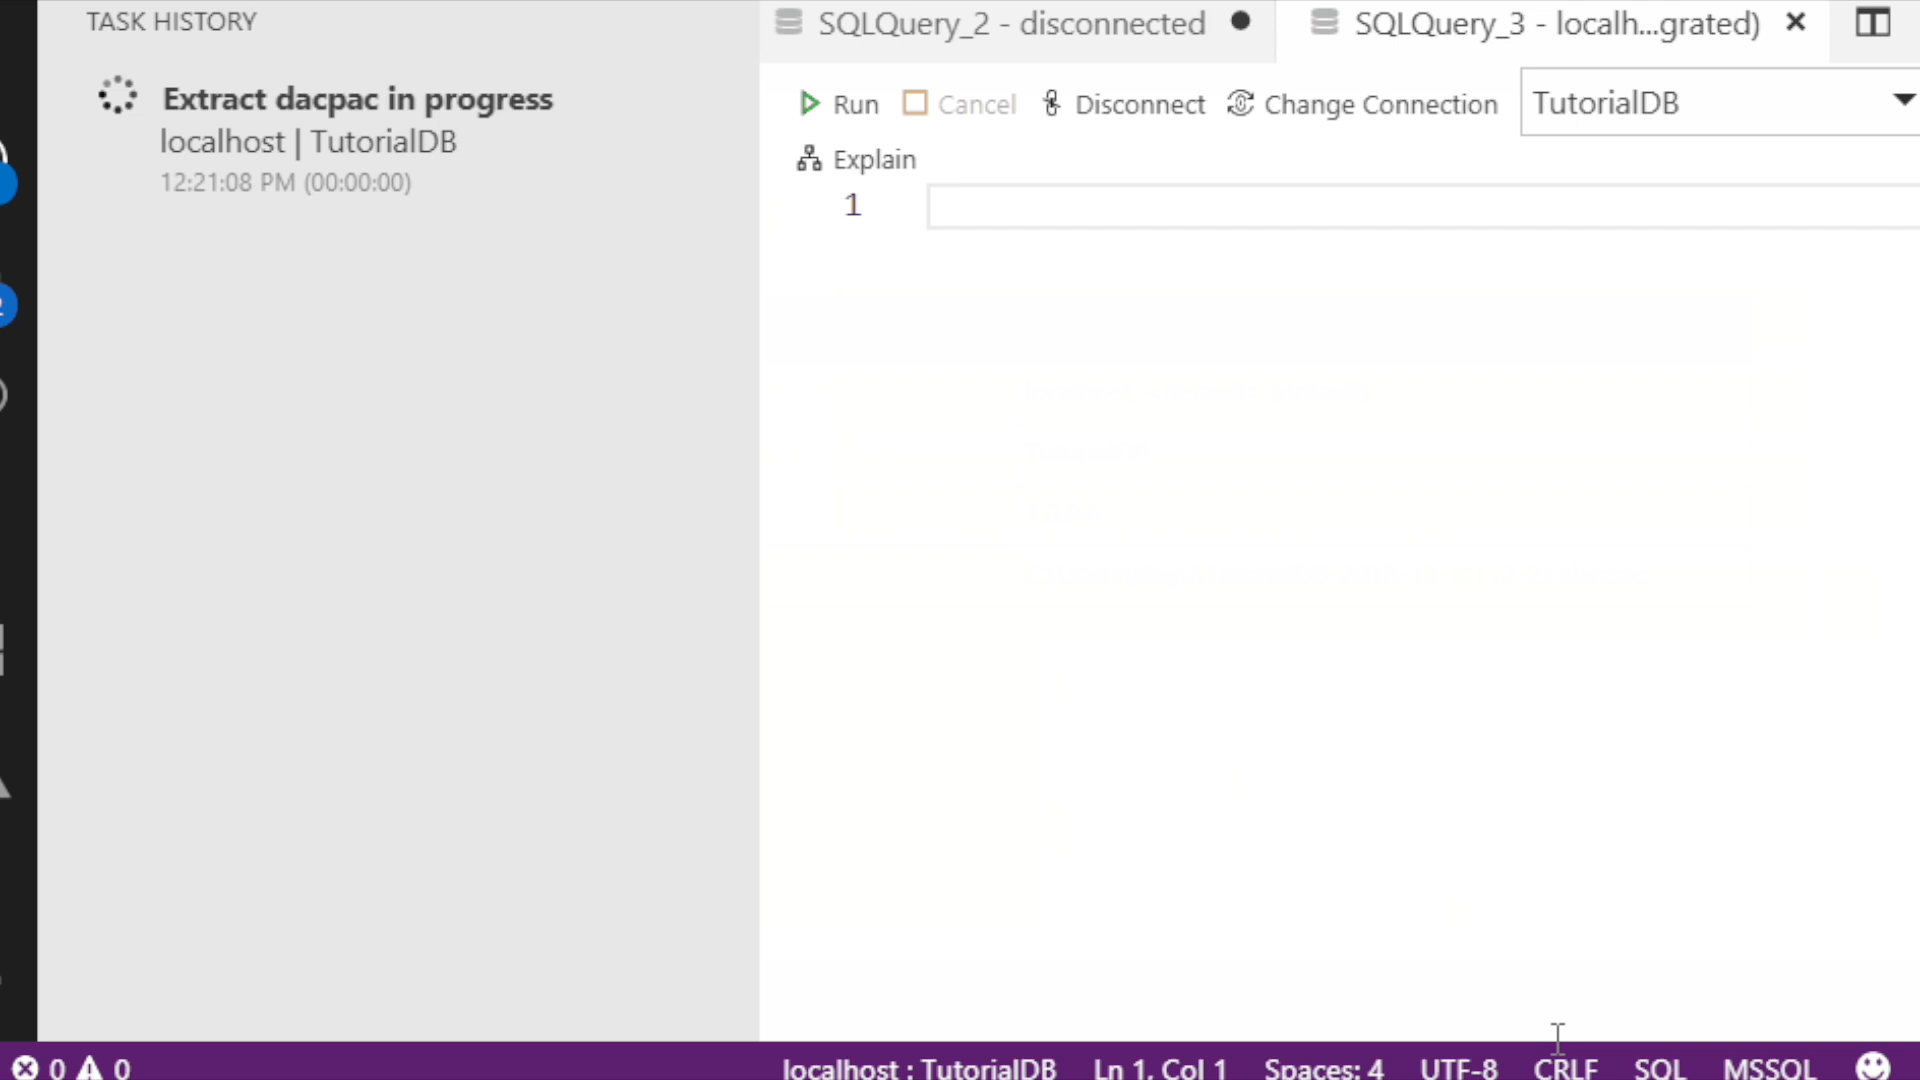 TASK HISTORY
Extract dacpac in progress
localhost | TutorialDB
12:21:08 PM (00:00:00)
SQLQuery_2 - disconnected
SQLQuery_3 - localh...grated)
Run
Cancel
Disconnect
Change Connection
TutorialDB
Explain
1
2
0
0
localhost : TutorialDB
Ln 1, Col 1
Spaces: 4
UTF-8
CRLF
SQL
MSSQL